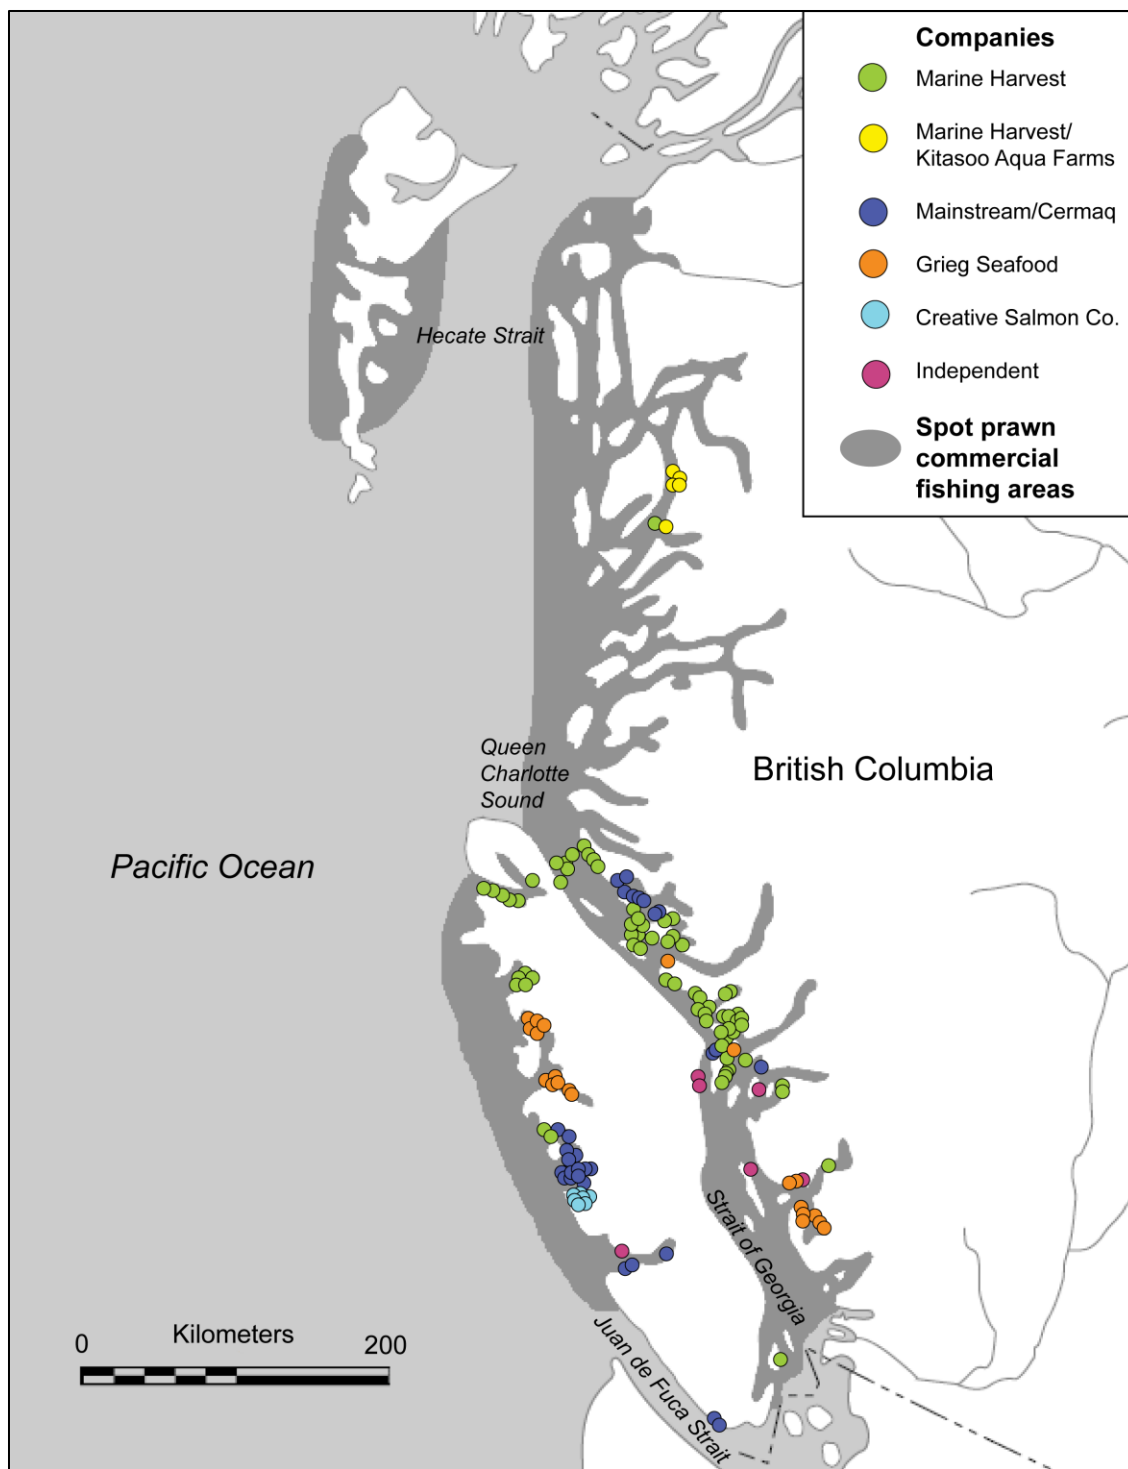 Companies
Marine Harvest
Marine Harvest/
Kitasoo Aqua Farms
Mainstream/Cermaq
Grieg Seafood
Creative Salmon Co.
Independent
Spot prawn
commercial
fishing areas
Hecate Strait
Queen
Charlotte
Sound
British Columbia
Pacific Ocean
Strait of Georgia
Juan de Fuca Strait
0 Kilometers 200